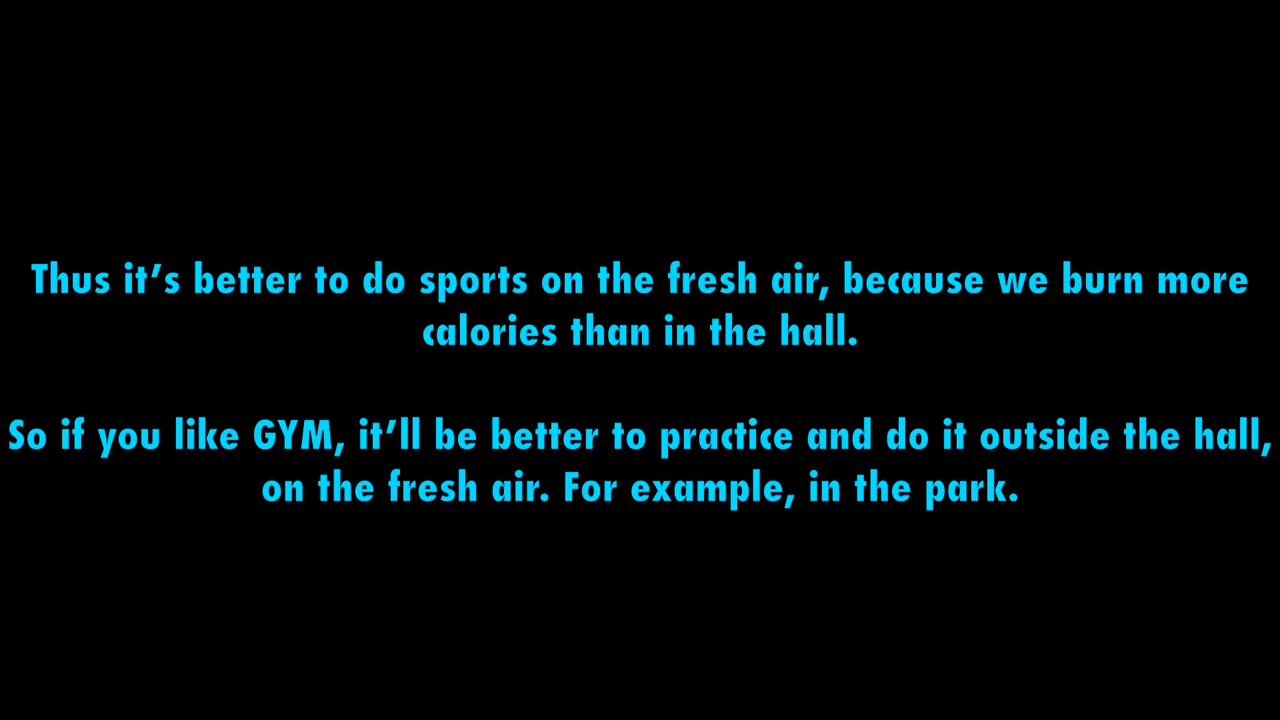 Thus it’s better to do sports on the fresh air, because we burn more
calories than in the hall.
So if you like GYM, it’ll be better to practice and do it outside the hall,
on the fresh air. For example, in the park.